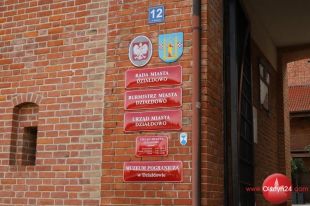 12
RADA MIASTA
DZIAŁDOWO
BURMISTRZ MIASTA
DZIAŁDOWO
URZĄD MIASTA
DZIAŁDOWO
MUZEUM POGRANICZA
w Działdowie
www.Olsztyn24.com